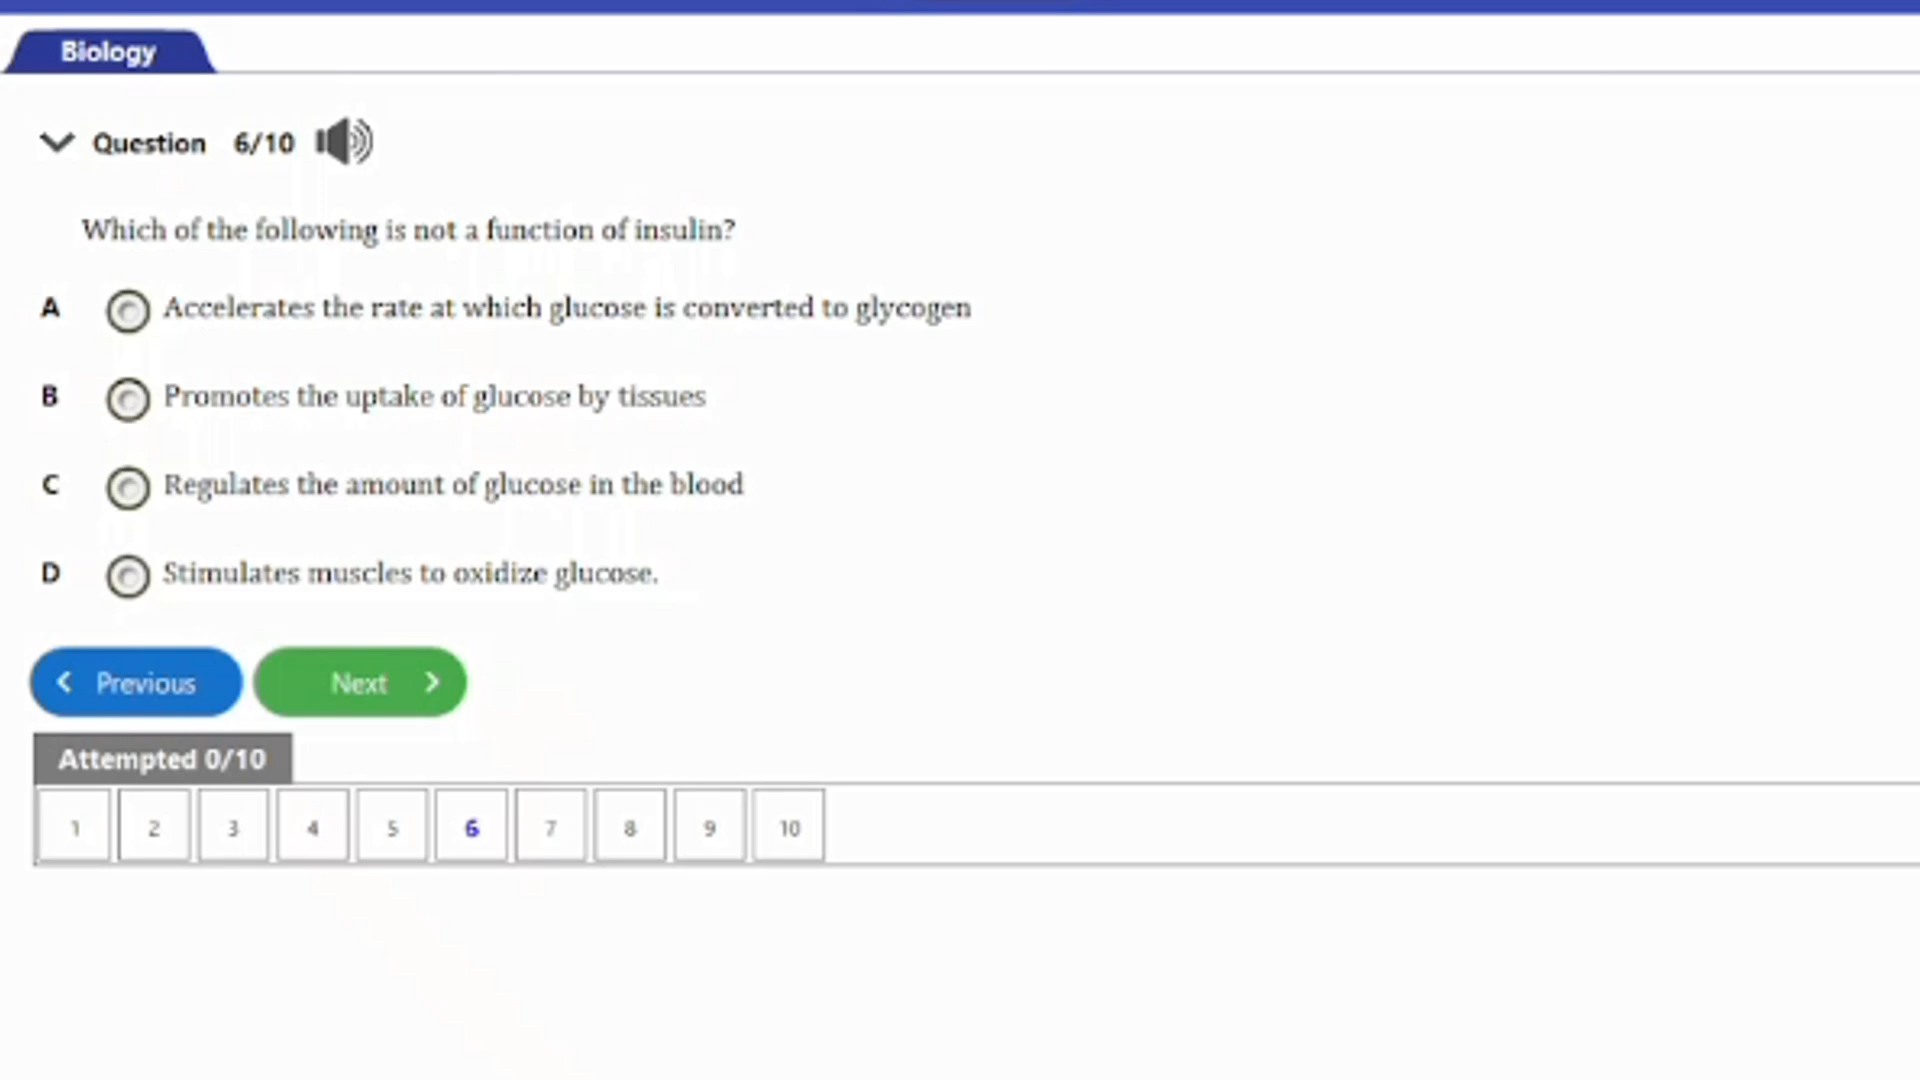 Biology
Question 6/10
Which of the following is not a function of insulin?
A Accelerates the rate at which glucose is converted to glycogen
B Promotes the uptake of glucose by tissues
C Regulates the amount of glucose in the blood
D Stimulates muscles to oxidize glucose.
Previous Next
Attempted 0/10
1 2 3 4 5 6 7 8 9 10